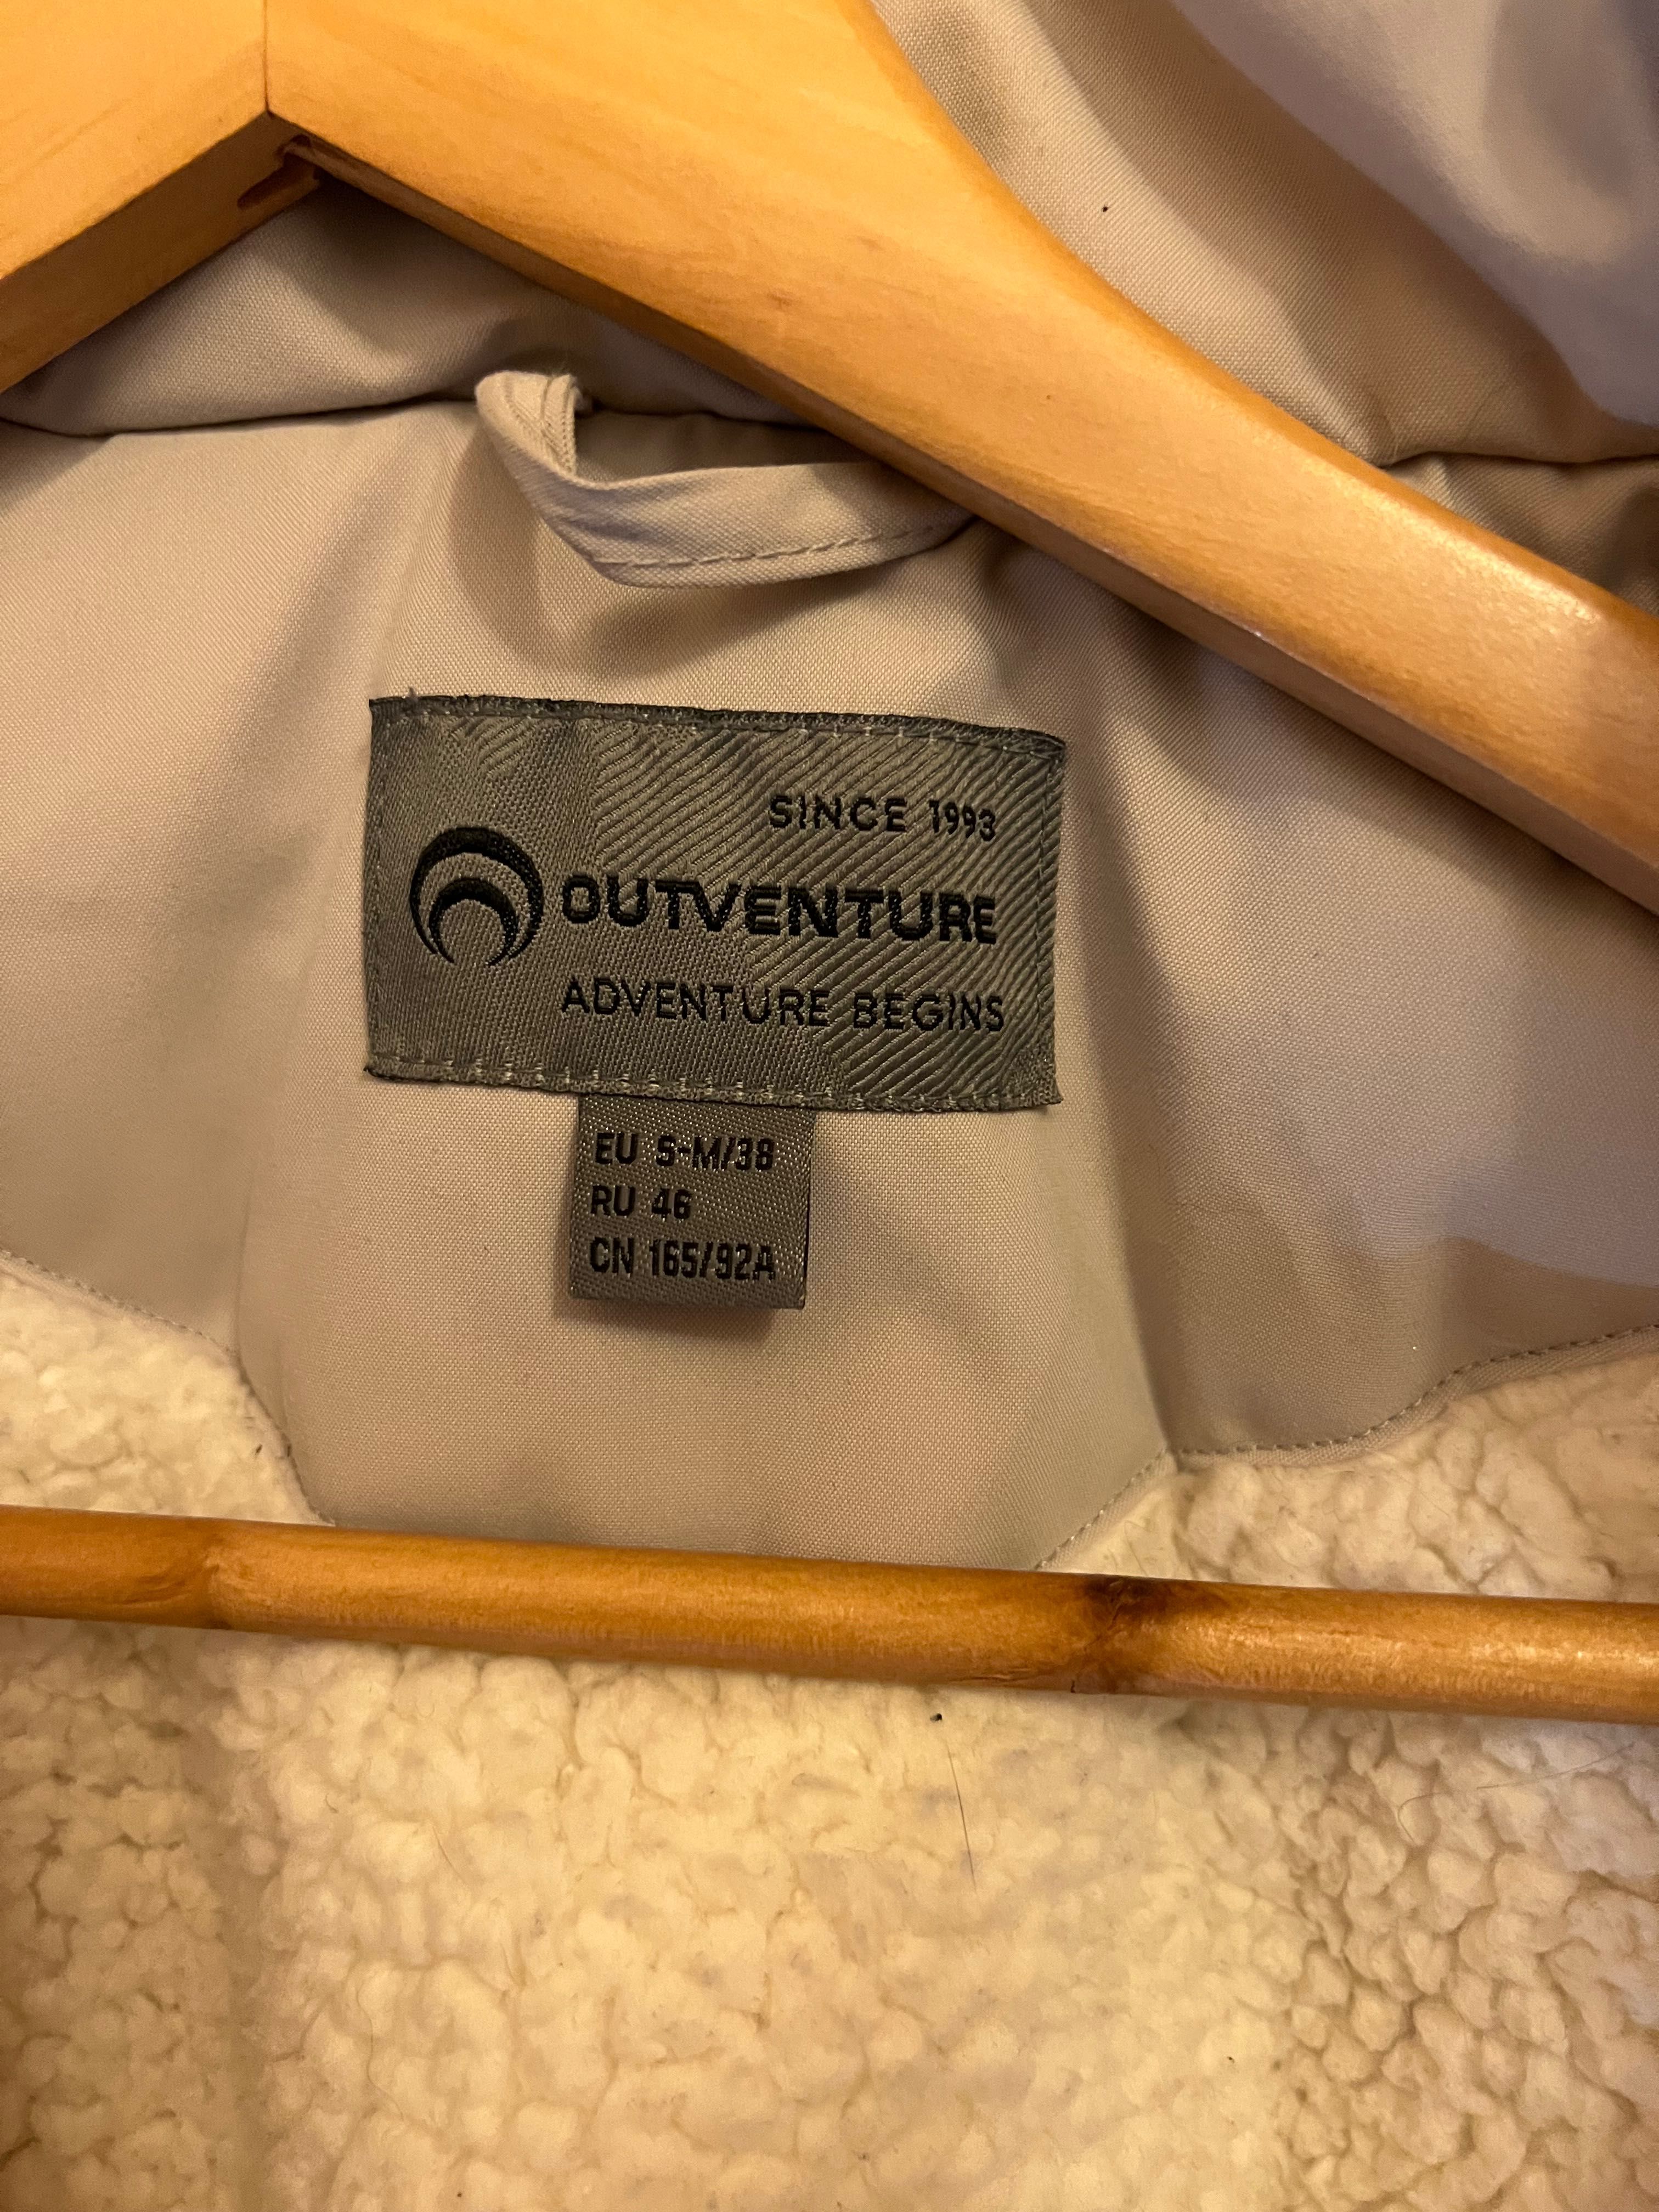 SINCE 1993
OUTVENTURE
ADVENTURE BEGINS
EU S-M/38
RU 46
CN 165/92A